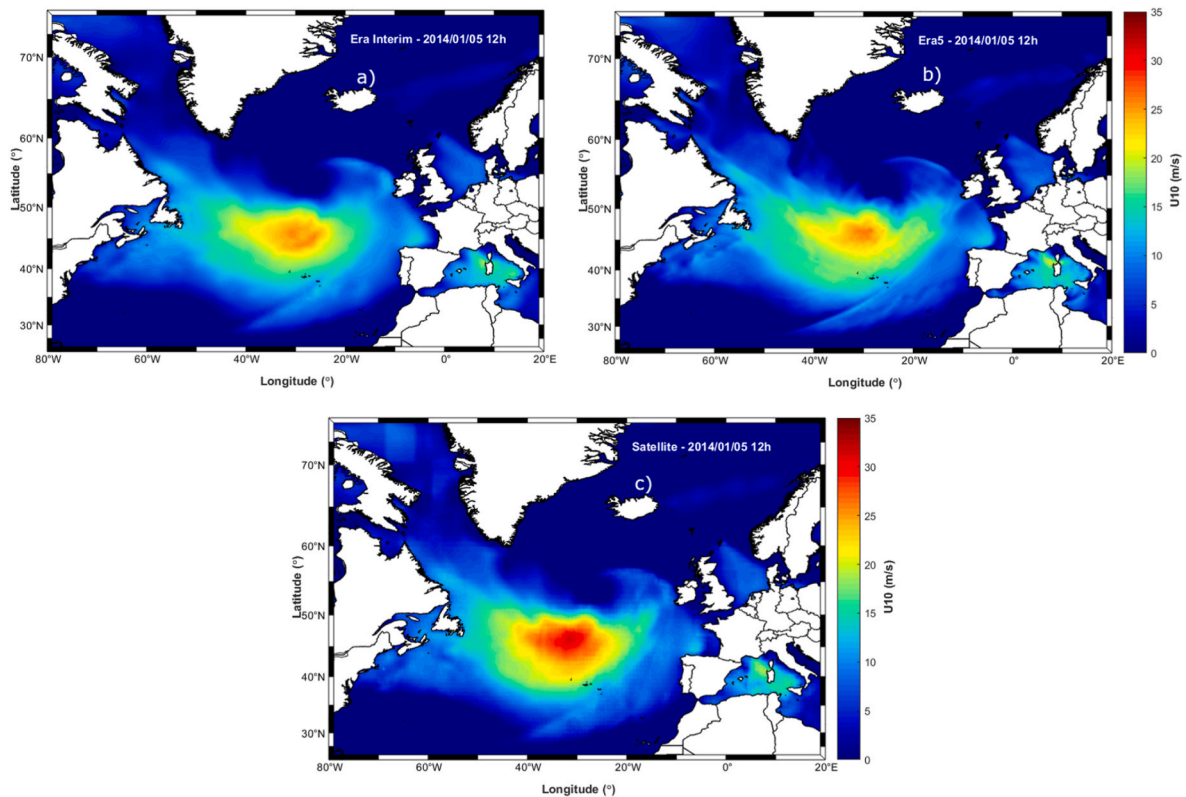 Era Interim - 2014/01/05 12h
a)
70°N
60°N
50°N
40°N
30°N
Latitude (°)
80°W
60°W
40°W
20°W
0°
20°E
Longitude (°)
Era5 - 2014/01/05 12h
b)
70°N
60°N
50°N
40°N
30°N
Latitude (°)
80°W
60°W
40°W
20°W
0°
20°E
Longitude (°)
35
30
25
20
15
10
5
0
U10 (m/s)
Satellite - 2014/01/05 12h
c)
70°N
60°N
50°N
40°N
30°N
Latitude (°)
80°W
60°W
40°W
20°W
0°
20°E
Longitude (°)
35
30
25
20
15
10
5
0
U10 (m/s)